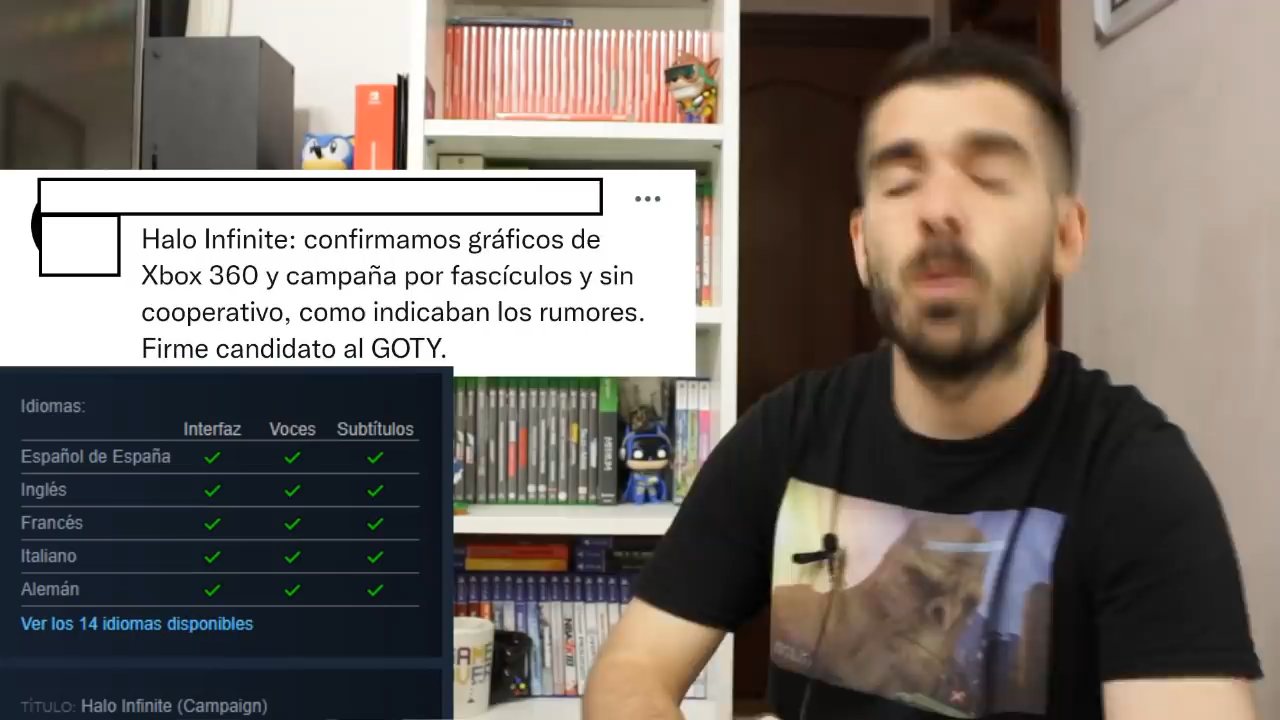 Halo Infinite: confirmamos gráficos de
Xbox 360 y campaña por fascículos y sin
cooperativo, como indicaban los rumores.
Firme candidato al GOTY.
Idiomas:
Interfaz Voces Subtítulos
Español de España
Inglés
Francés
Italiano
Alemán
Ver los 14 idiomas disponibles
TÍTULO: Halo Infinite (Campaign)